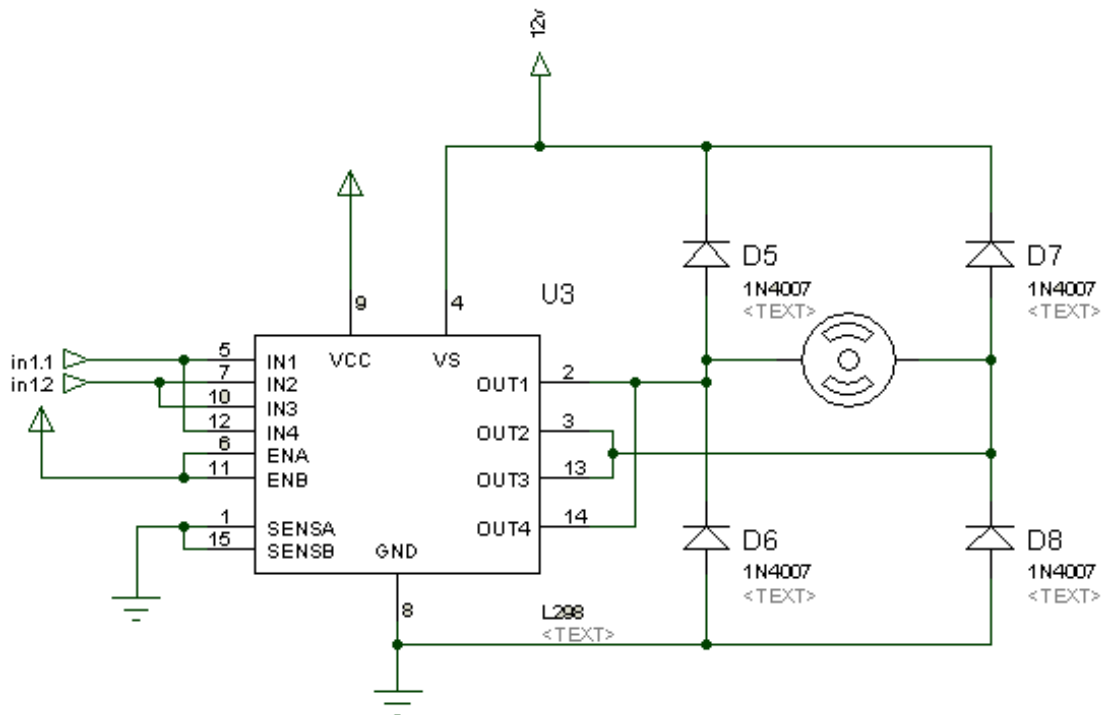 12v
U3
D5
1N4007
<TEXT>
D7
1N4007
<TEXT>
9
4
in1.1
in1.2
5
7
10
12
6
11
1
15
IN1
IN2
IN3
IN4
ENA
ENB
SENSA
SENSB
VCC
VS
GND
OUT1
OUT2
OUT3
OUT4
2
3
13
14
8
L298
<TEXT>
D6
1N4007
<TEXT>
D8
1N4007
<TEXT>